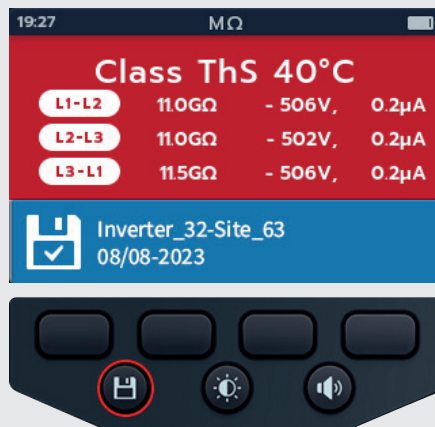 19:27 MΩ
Class ThS 40°C
L1-L2 11.0GΩ - 506V, 0.2µA
L2-L3 11.0GΩ - 502V, 0.2µA
L3-L1 11.5GΩ - 506V, 0.2µA
Inverter_32-Site_63
08/08-2023